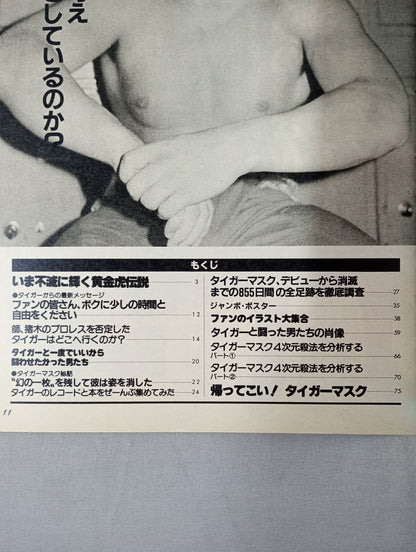 え
しているのか?
もくじ
いま不滅に輝く黄金虎伝説 3
●タイガーからの最新メッセージ
ファンの皆さん、ボクに少しの時間と
自由をください 12
師、猪木のプロレスを否定した
タイガーはどこへ行くのか? 14
タイガーと一度でいいから
闘わせたかった男たち 20
●タイガーマスク秘話
"幻の一枚"を残して彼は姿を消した 22
タイガーのレコードと本をぜーんぶ集めてみた 24
タイガーマスク、デビューから消滅
までの855日間の全足跡を徹底調査 27
ジャンボ・ポスター 35
ファンのイラスト大集合 58
タイガーと闘った男たちの肖像 59
タイガーマスク4次元殺法を分析する
パート① 66
タイガーマスク4次元殺法を分析する
パート② 70
帰ってこい! タイガーマスク 75
11